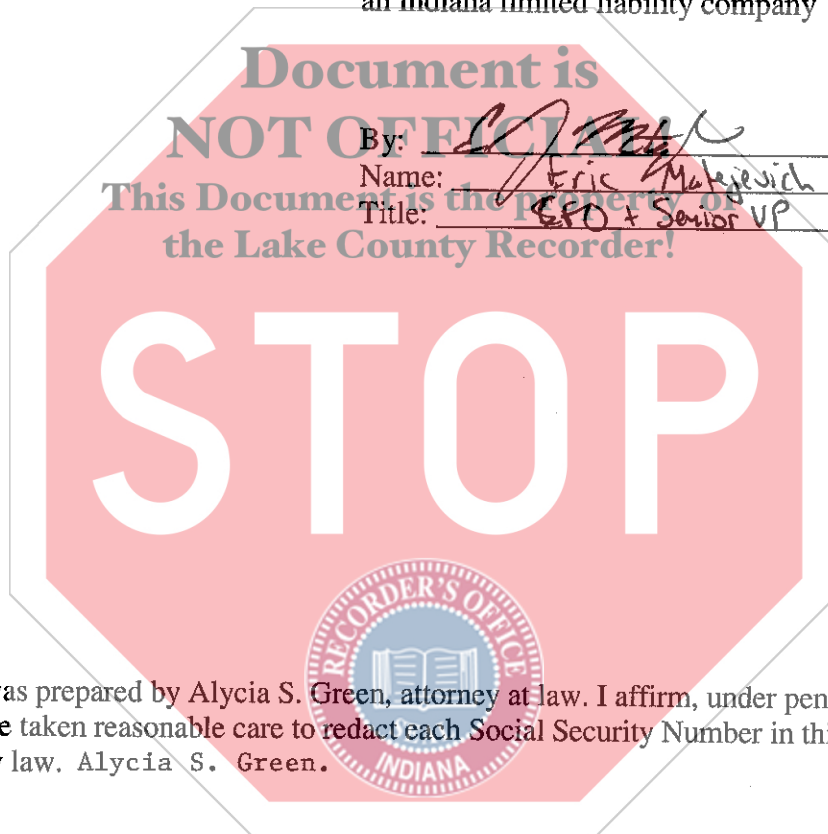 an Indiana limited liability company
Document is
NOT OFFICIAL!
By:
This Document is the property of
Name: Eric Matejevich
Title: CFO + Senior VP
the Lake County Recorder!
STOP
RECORDER'S OFFICE
as prepared by Alycia S. Green, attorney at law. I affirm, under pen
e taken reasonable care to redact each Social Security Number in thi
law. Alycia S. Green.
INDIANA